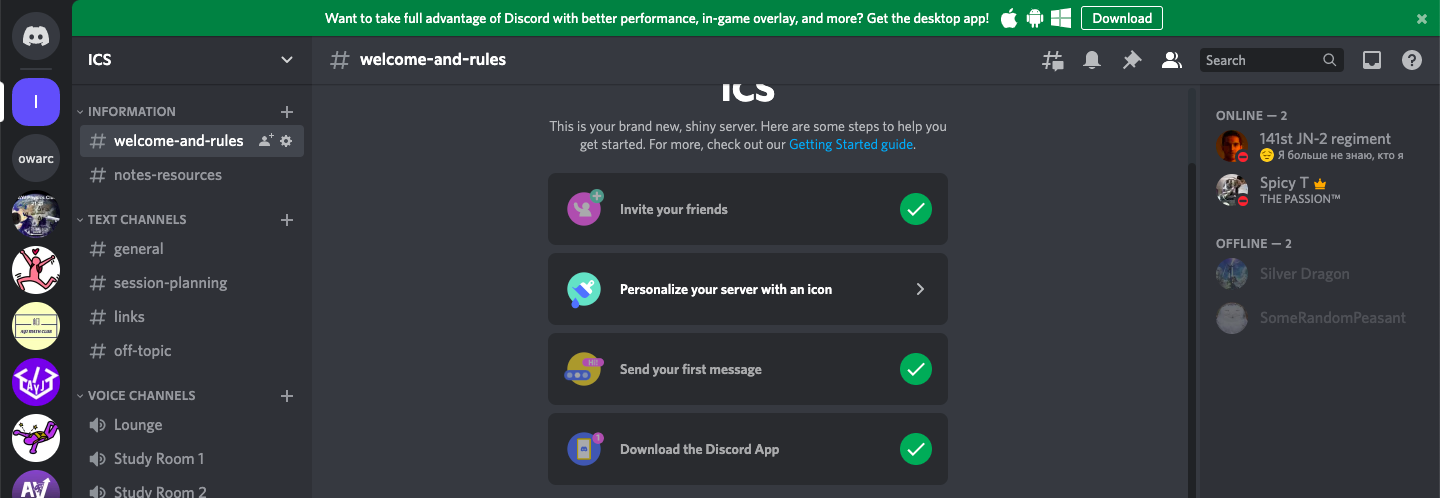 Want to take full advantage of Discord with better performance, in-game overlay, and more? Get the desktop app!
Download
ICS
welcome-and-rules
Search
I
owarc
INFORMATION
welcome-and-rules
notes-resources
TEXT CHANNELS
general
session-planning
links
off-topic
VOICE CHANNELS
Lounge
Study Room 1
Study Room 2
ICS
This is your brand new, shiny server. Here are some steps to help you
get started. For more, check out our Getting Started guide.
Invite your friends
Personalize your server with an icon
Hi!
Send your first message
1
Download the Discord App
ONLINE — 2
141st JN-2 regiment
Я больше не знаю, кто я
Spicy T
THE PASSION™
OFFLINE — 2
Silver Dragon
SomeRandomPeasant